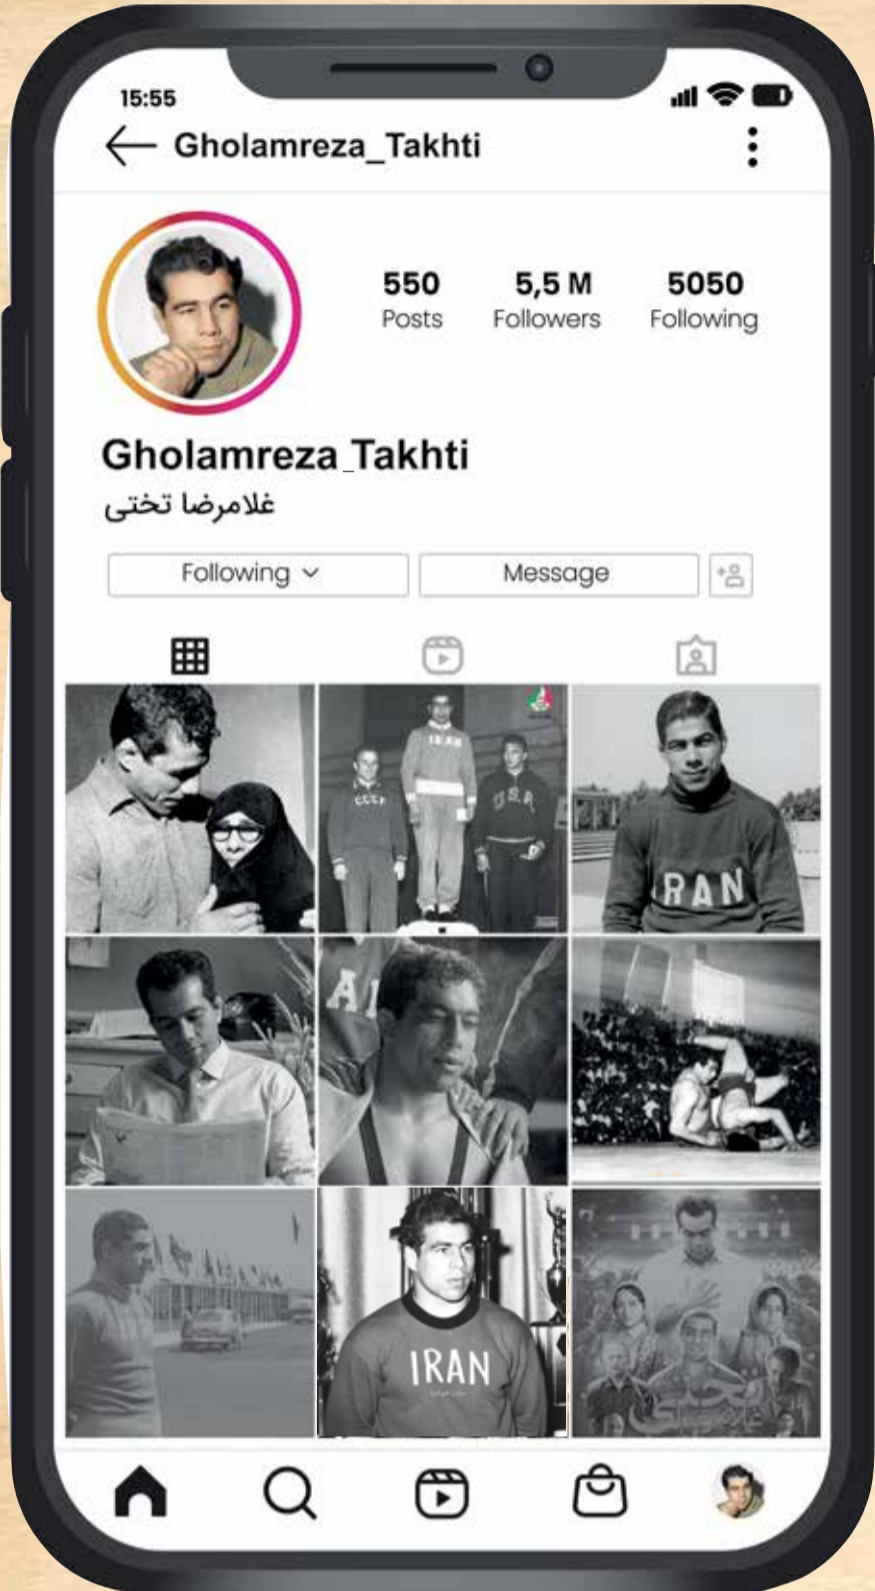 15:55
Gholamreza_Takhti
550 5,5 M 5050
Posts Followers Following
Gholamreza_Takhti
غلامرضا تختی
Following Message
IRAN
CCCP
U.S.A.
IRAN
IRAN